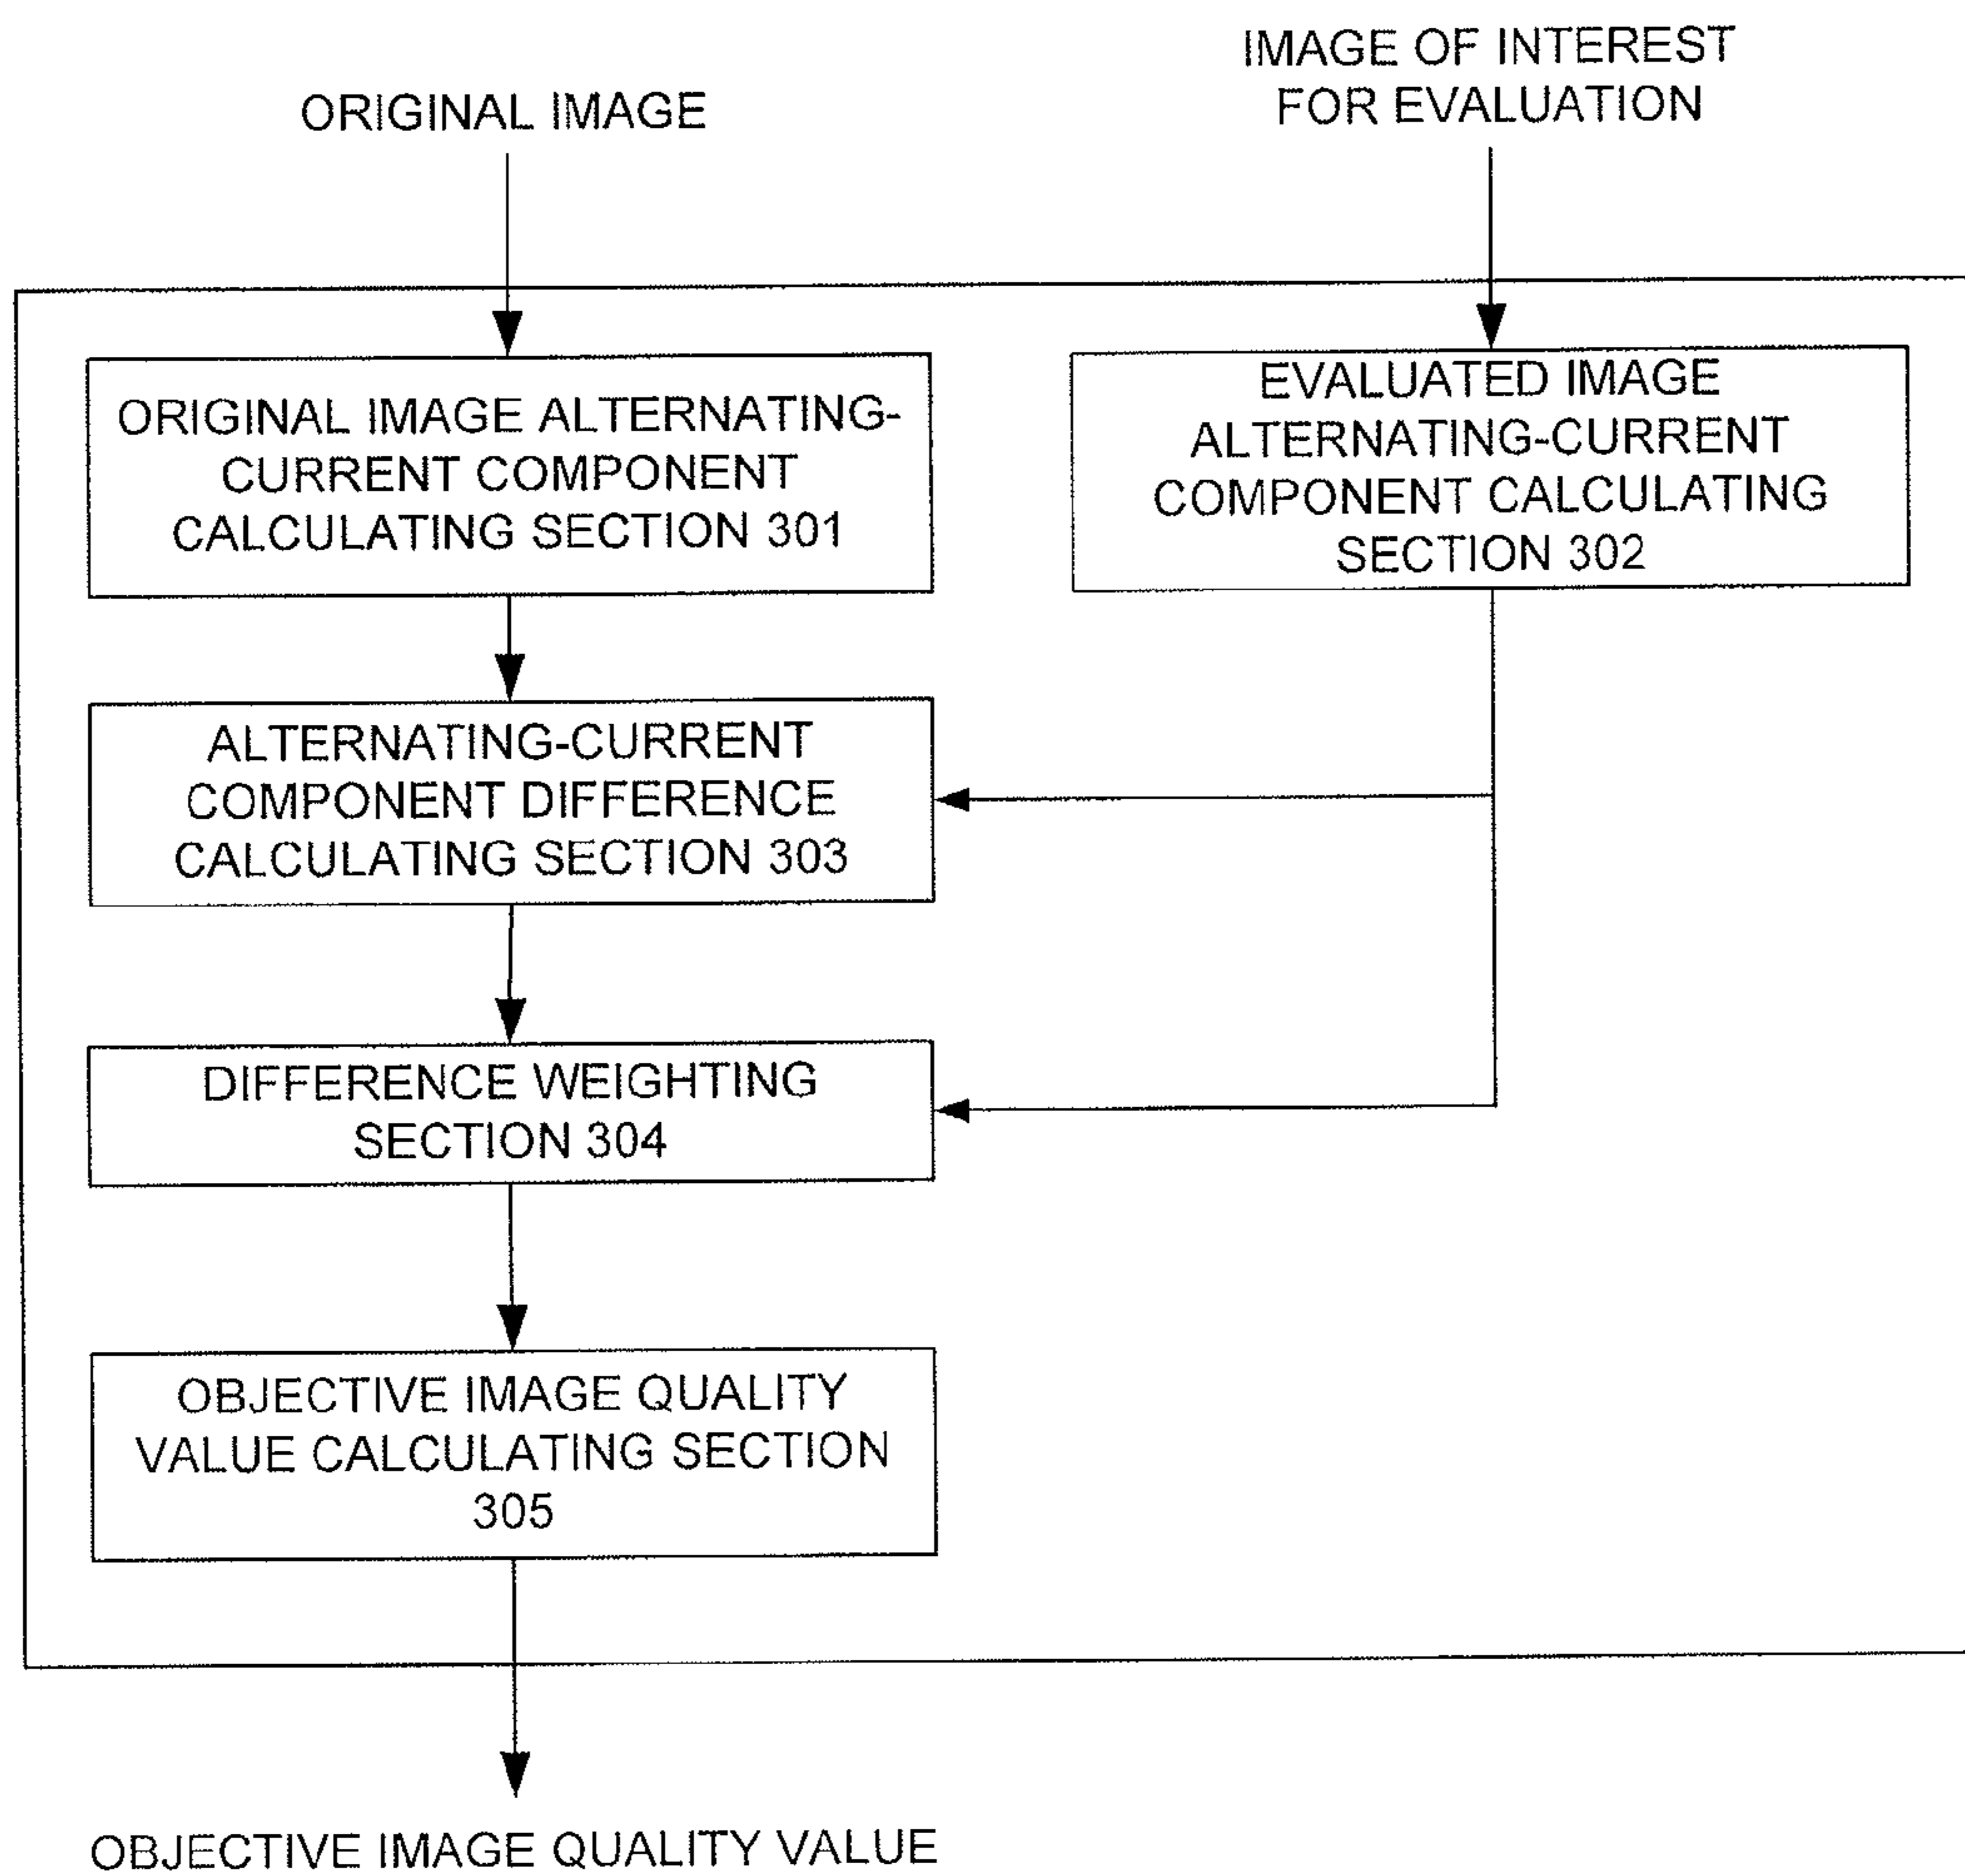 ORIGINAL IMAGE
IMAGE OF INTEREST
FOR EVALUATION
ORIGINAL IMAGE ALTERNATING-
CURRENT COMPONENT
CALCULATING SECTION 301
EVALUATED IMAGE
ALTERNATING-CURRENT
COMPONENT CALCULATING
SECTION 302
ALTERNATING-CURRENT
COMPONENT DIFFERENCE
CALCULATING SECTION 303
DIFFERENCE WEIGHTING
SECTION 304
OBJECTIVE IMAGE QUALITY
VALUE CALCULATING SECTION
305
OBJECTIVE IMAGE QUALITY VALUE